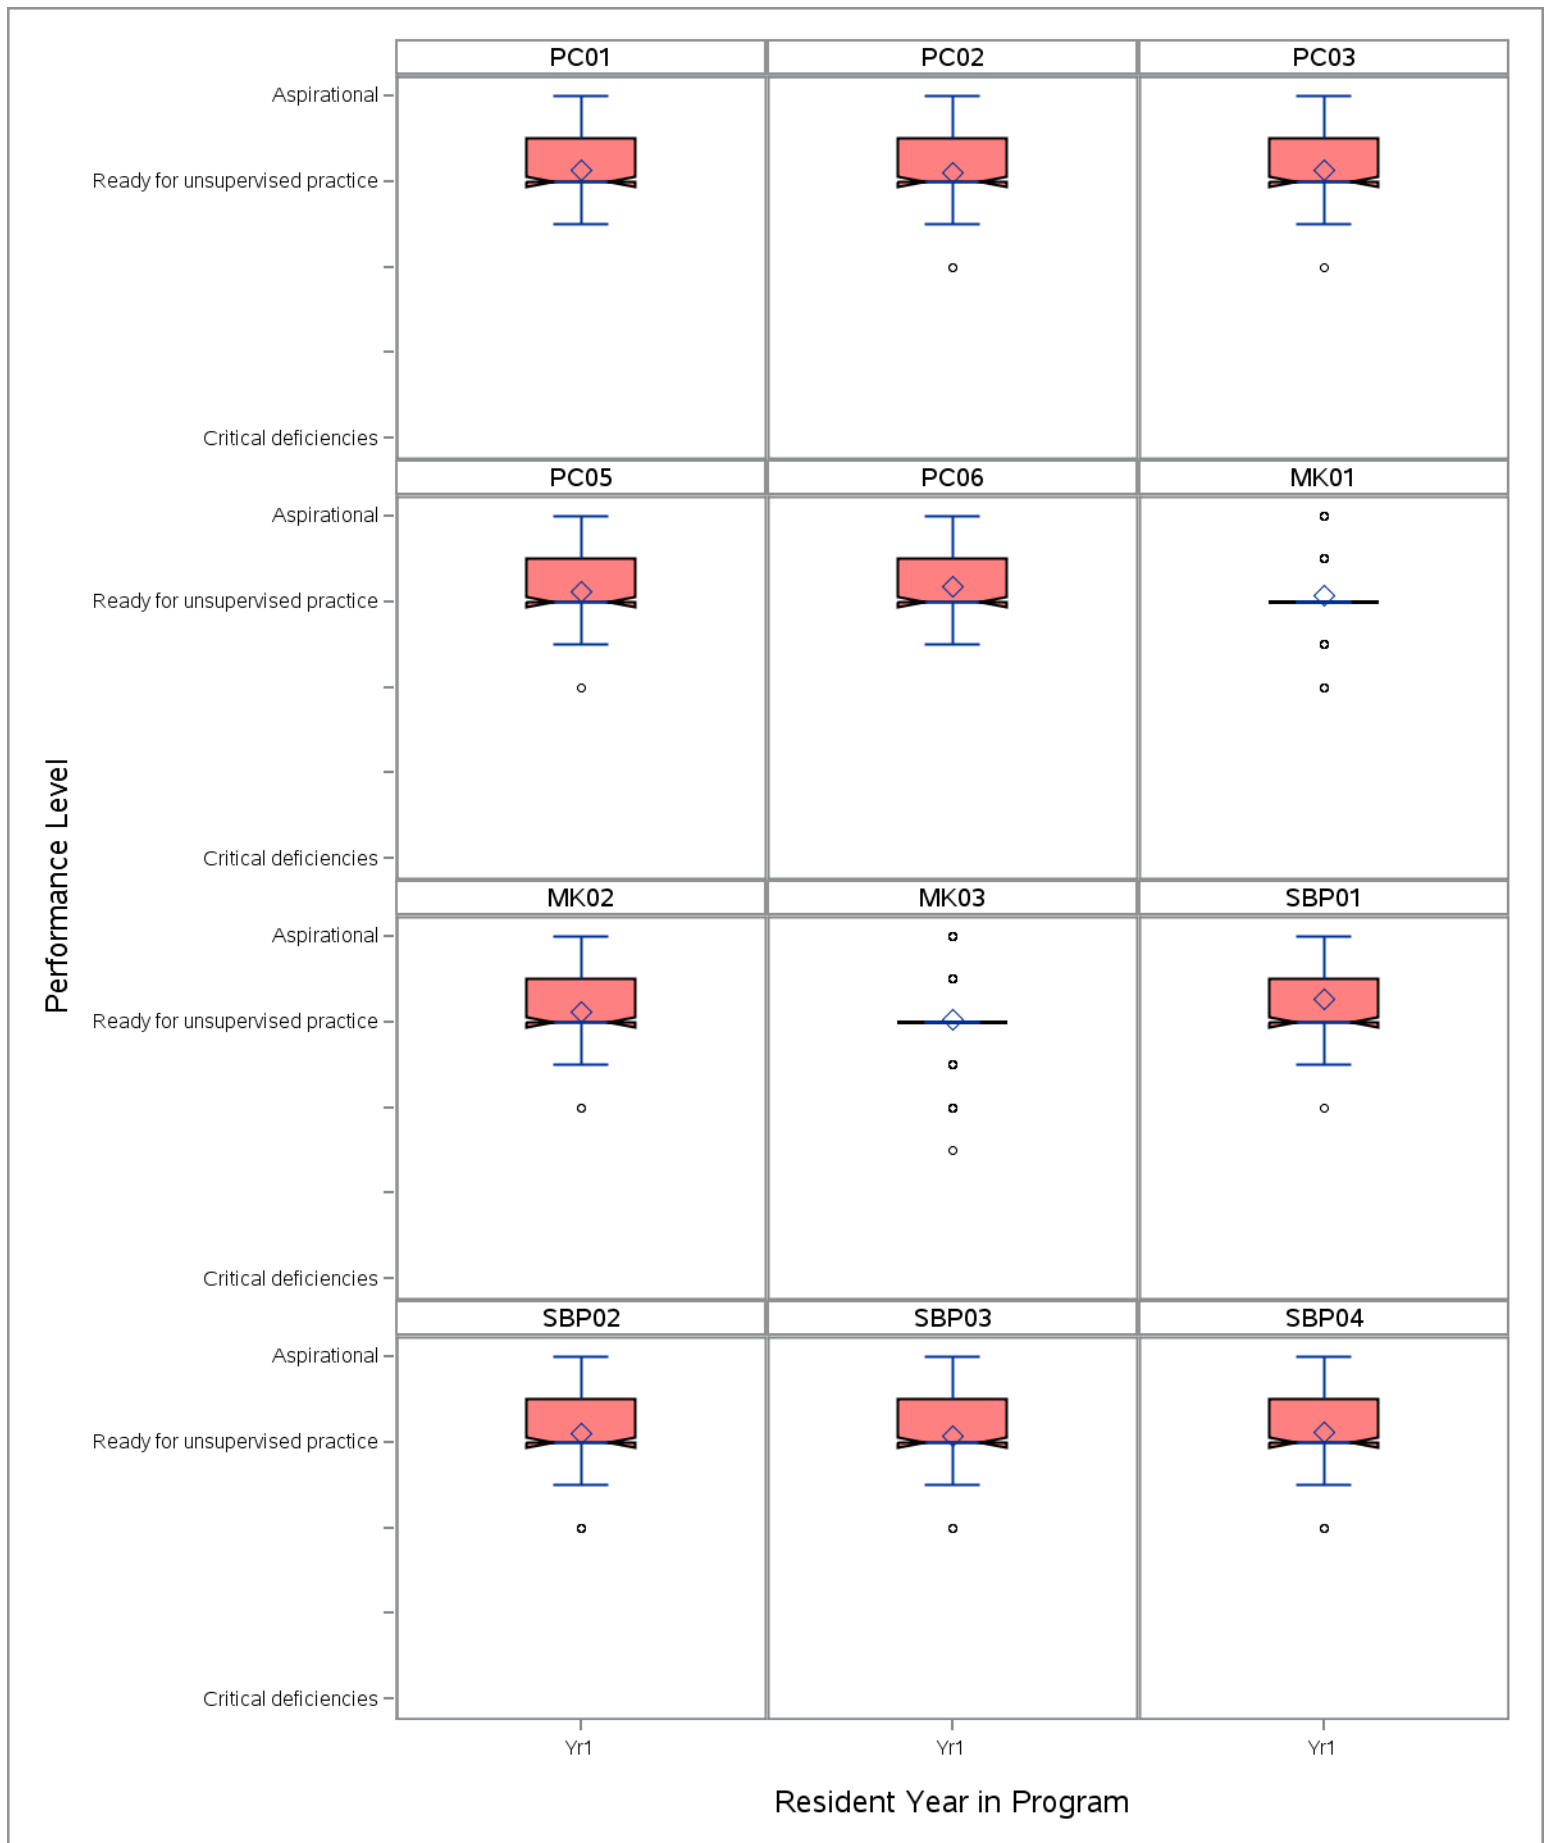 PC01 PC02 PC03
Aspirational
Ready for unsupervised practice
Critical deficiencies
PC05 PC06 MK01
Aspirational
Ready for unsupervised practice
Critical deficiencies
MK02 MK03 SBP01
Aspirational
Ready for unsupervised practice
Critical deficiencies
SBP02 SBP03 SBP04
Aspirational
Ready for unsupervised practice
Critical deficiencies
Performance Level
Yr1 Yr1 Yr1
Resident Year in Program